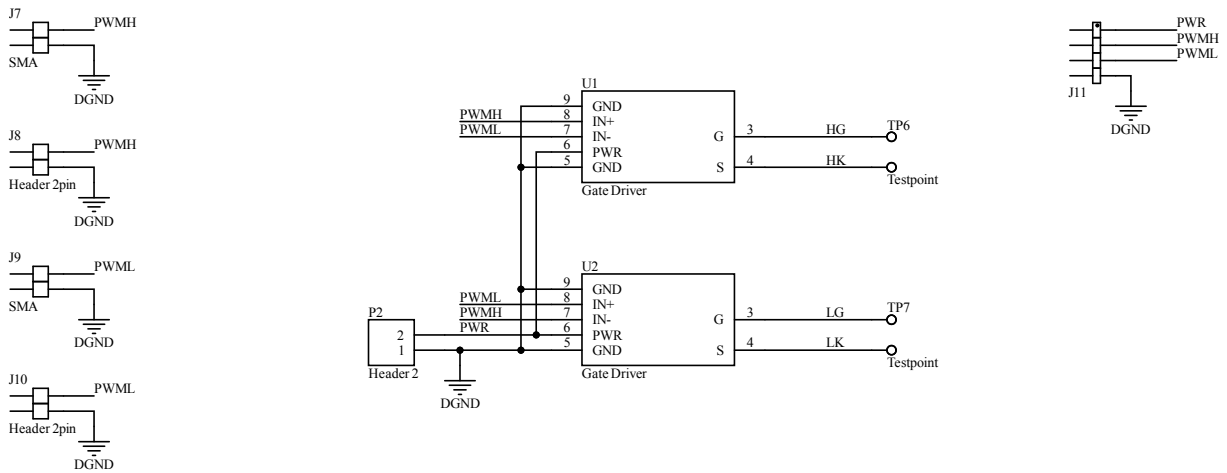 J7
PWMH
SMA
DGND
J8
PWMH
Header 2pin
DGND
J9
PWML
SMA
DGND
J10
PWML
Header 2pin
DGND
U1
PWMH
PWML
9 GND
8 IN+
7 IN-
6 PWR
5 GND
G 3 HG TP6
S 4 HK
Testpoint
Gate Driver
U2
PWML
PWMH
PWR
9 GND
8 IN+
7 IN-
6 PWR
5 GND
G 3 LG TP7
S 4 LK
Testpoint
Gate Driver
P2
2
1
Header 2
DGND
PWR
PWMH
PWML
J11
DGND